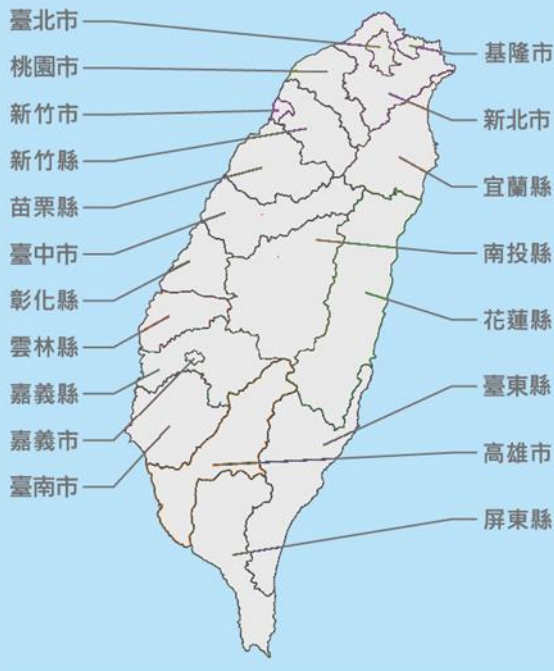 臺北市
桃園市
新竹市
新竹縣
苗栗縣
臺中市
彰化縣
雲林縣
嘉義縣
嘉義市
臺南市
基隆市
新北市
宜蘭縣
南投縣
花蓮縣
臺東縣
高雄市
屏東縣